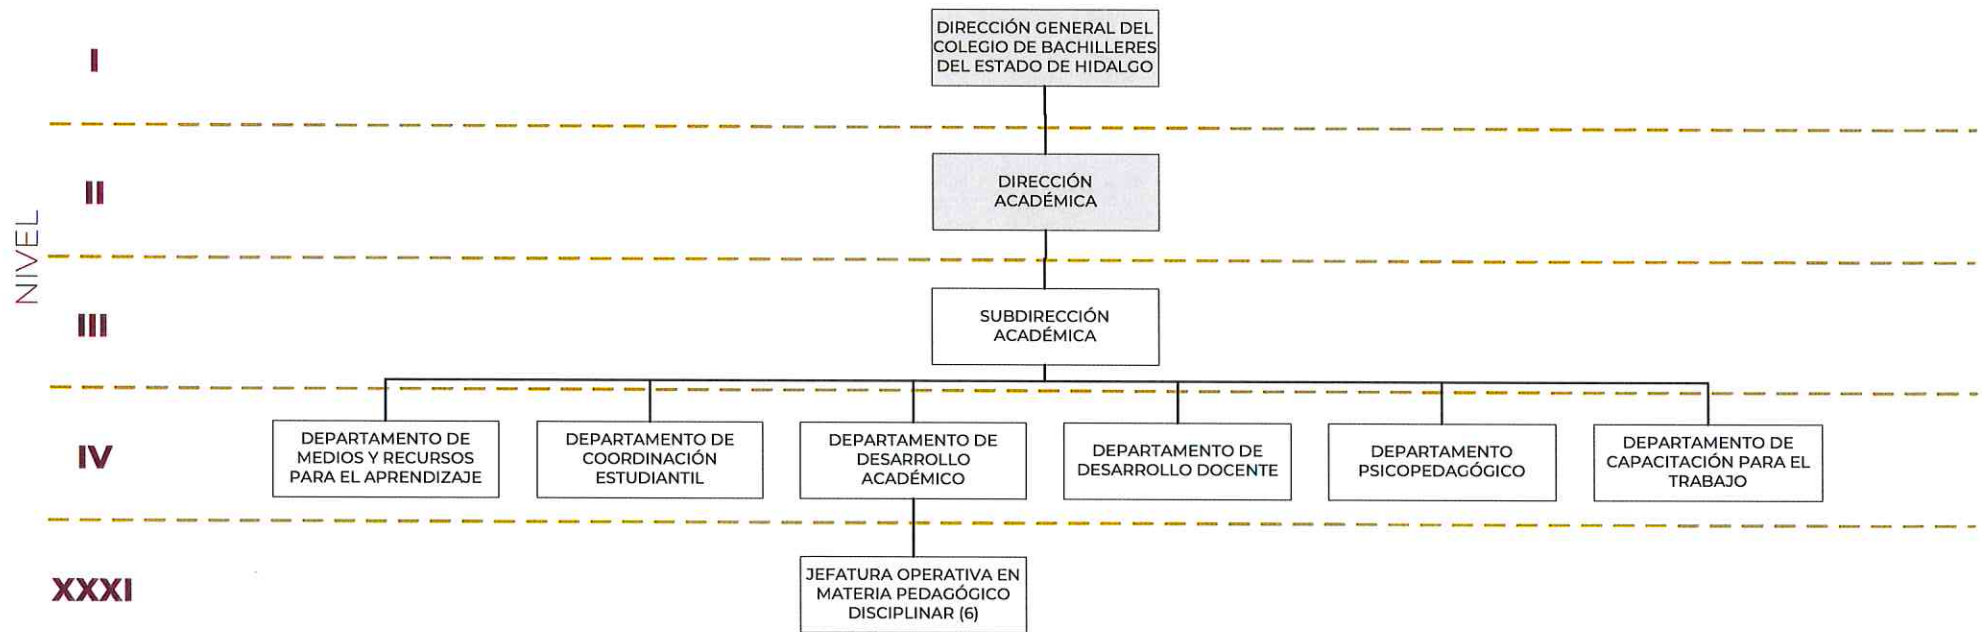 NIVEL
I
DIRECCIÓN GENERAL DEL
COLEGIO DE BACHILLERES
DEL ESTADO DE HIDALGO
II
DIRECCIÓN
ACADÉMICA
III
SUBDIRECCIÓN
ACADÉMICA
IV
DEPARTAMENTO DE
MEDIOS Y RECURSOS
PARA EL APRENDIZAJE
DEPARTAMENTO DE
COORDINACIÓN
ESTUDIANTIL
DEPARTAMENTO DE
DESARROLLO
ACADÉMICO
DEPARTAMENTO DE
DESARROLLO DOCENTE
DEPARTAMENTO
PSICOPEDAGÓGICO
DEPARTAMENTO DE
CAPACITACIÓN PARA EL
TRABAJO
XXXI
JEFATURA OPERATIVA EN
MATERIA PEDAGÓGICO
DISCIPLINAR (6)